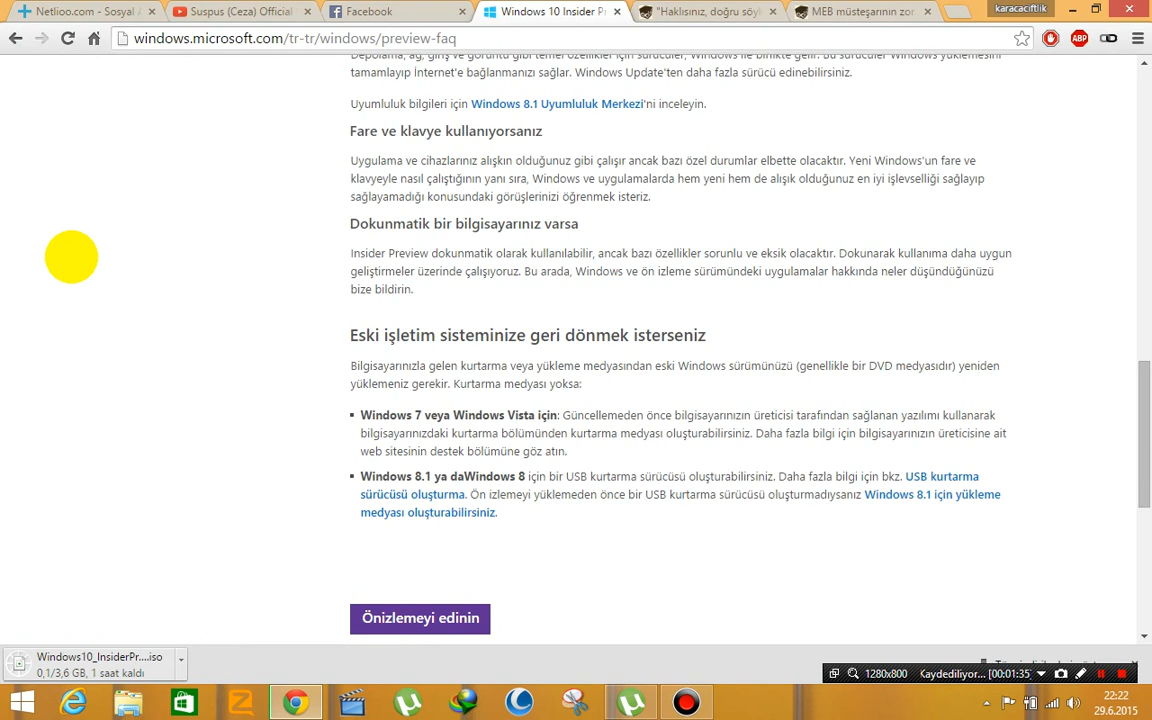 Netlioo.com - Sosyal A
Suspus (Ceza) Official
Facebook
Windows 10 Insider P
"Haklısınız, doğru söyl
MEB müsteşarının zor
karacaciftlik
windows.microsoft.com/tr-tr/windows/preview-faq
ABP
Depolama, ağ, giriş ve görüntü gibi temel özellikler için sürücüler, Windows ile birlikte gelir. Bu sürücüler Windows yüklemesini
tamamlayıp İnternet'e bağlanmanızı sağlar. Windows Update'ten daha fazla sürücü edinebilirsiniz.
Uyumluluk bilgileri için Windows 8.1 Uyumluluk Merkezi'ni inceleyin.
Fare ve klavye kullanıyorsanız
Uygulama ve cihazlarınız alışkın olduğunuz gibi çalışır ancak bazı özel durumlar elbette olacaktır. Yeni Windows'un fare ve
klavyeyle nasıl çalıştığının yanı sıra, Windows ve uygulamalarda hem yeni hem de alışık olduğunuz en iyi işlevselliği sağlayıp
sağlayamadığı konusundaki görüşlerinizi öğrenmek isteriz.
Dokunmatik bir bilgisayarınız varsa
Insider Preview dokunmatik olarak kullanılabilir, ancak bazı özellikler sorunlu ve eksik olacaktır. Dokunarak kullanıma daha uygun
geliştirmeler üzerinde çalışıyoruz. Bu arada, Windows ve ön izleme sürümündeki uygulamalar hakkında neler düşündüğünüzü
bize bildirin.
Eski işletim sisteminize geri dönmek isterseniz
Bilgisayarınızla gelen kurtarma veya yükleme medyasından eski Windows sürümünüzü (genellikle bir DVD medyasıdır) yeniden
yüklemeniz gerekir. Kurtarma medyası yoksa:
Windows 7 veya Windows Vista için: Güncellemeden önce bilgisayarınızın üreticisi tarafından sağlanan yazılımı kullanarak
bilgisayarınızdaki kurtarma bölümünden kurtarma medyası oluşturabilirsiniz. Daha fazla bilgi için bilgisayarınızın üreticisine ait
web sitesinin destek bölümüne göz atın.
Windows 8.1 ya daWindows 8 için bir USB kurtarma sürücüsü oluşturabilirsiniz. Daha fazla bilgi için bkz. USB kurtarma
sürücüsü oluşturma. Ön izlemeyi yüklemeden önce bir USB kurtarma sürücüsü oluşturmadıysanız Windows 8.1 için yükleme
medyası oluşturabilirsiniz.
Önizlemeyi edinin
Windows10_InsiderPr....iso
0,1/3,6 GB, 1 saat kaldı
1280x800 Kaydediliyor... [00:01:35]
22:22
29.6.2015